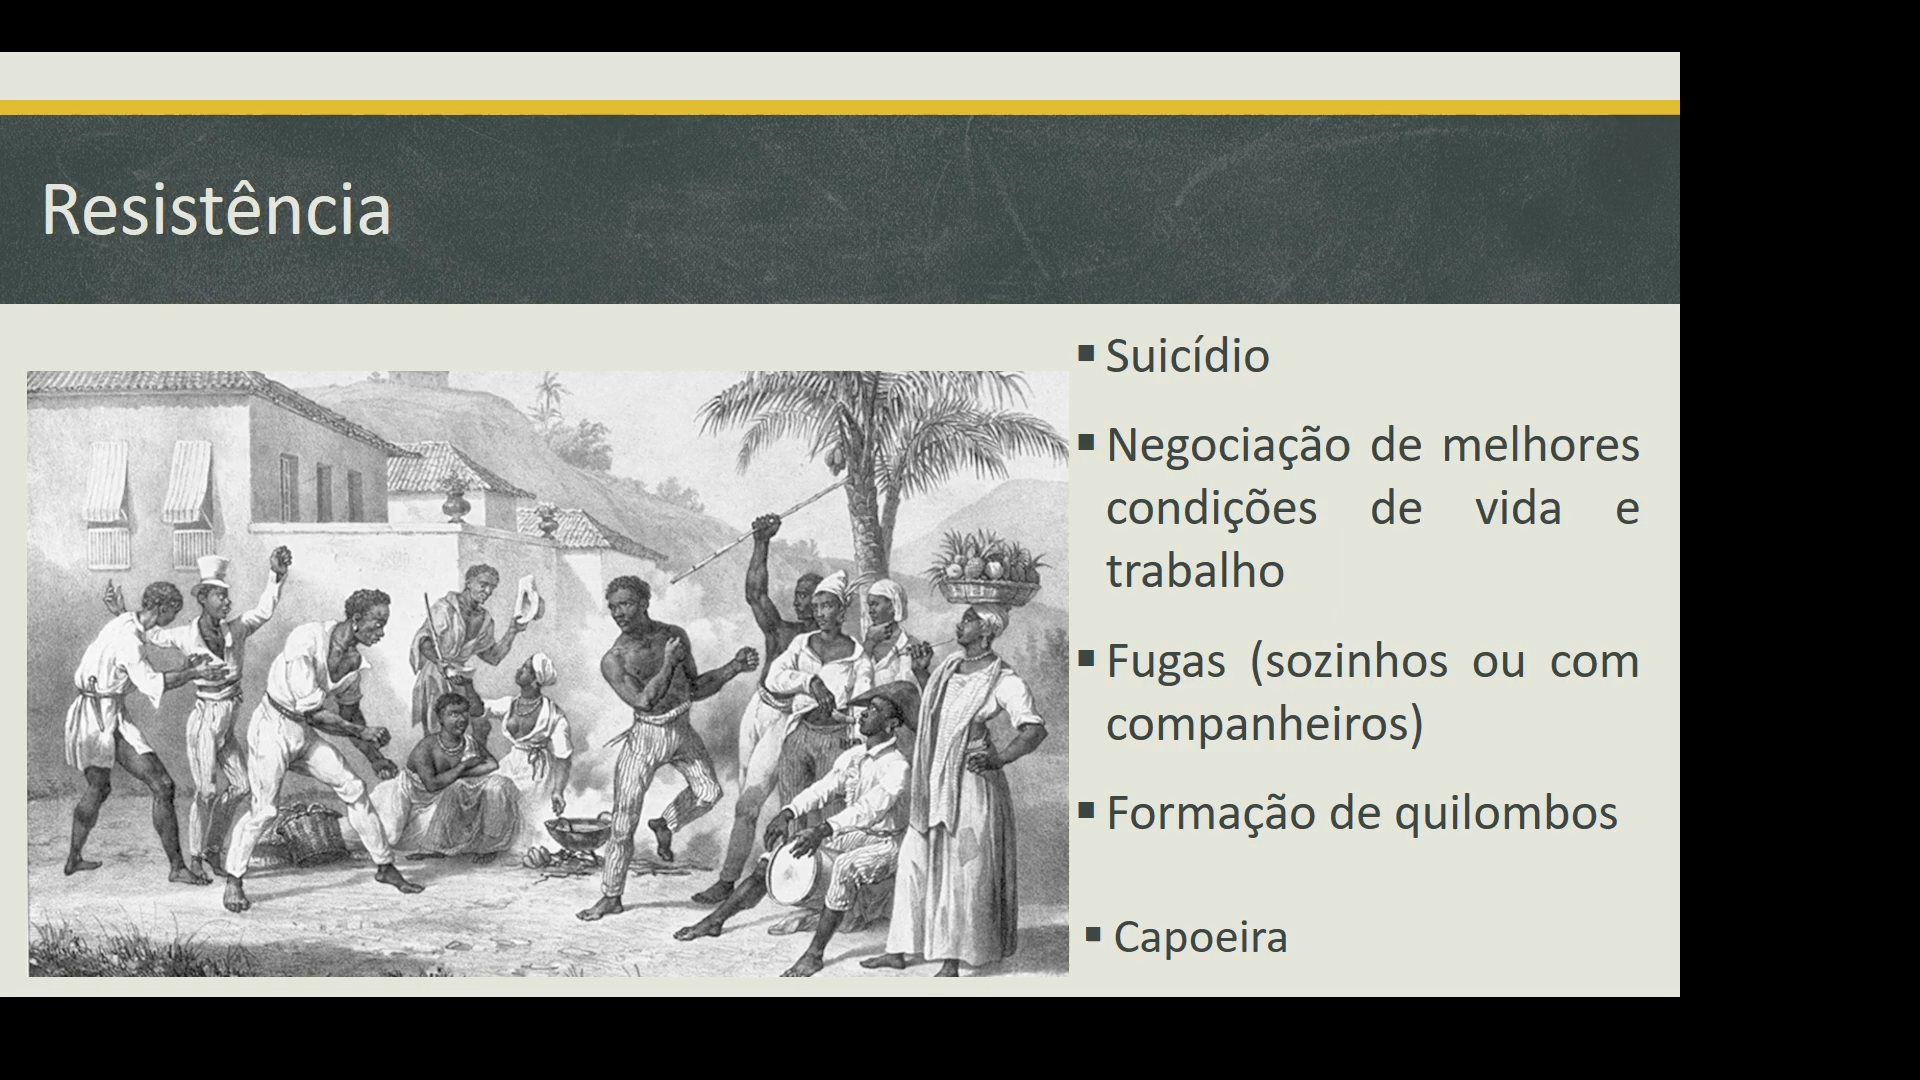 Resistência
Suicídio
Negociação de melhores
condições de vida e
trabalho
Fugas (sozinhos ou com
companheiros)
Formação de quilombos
Capoeira